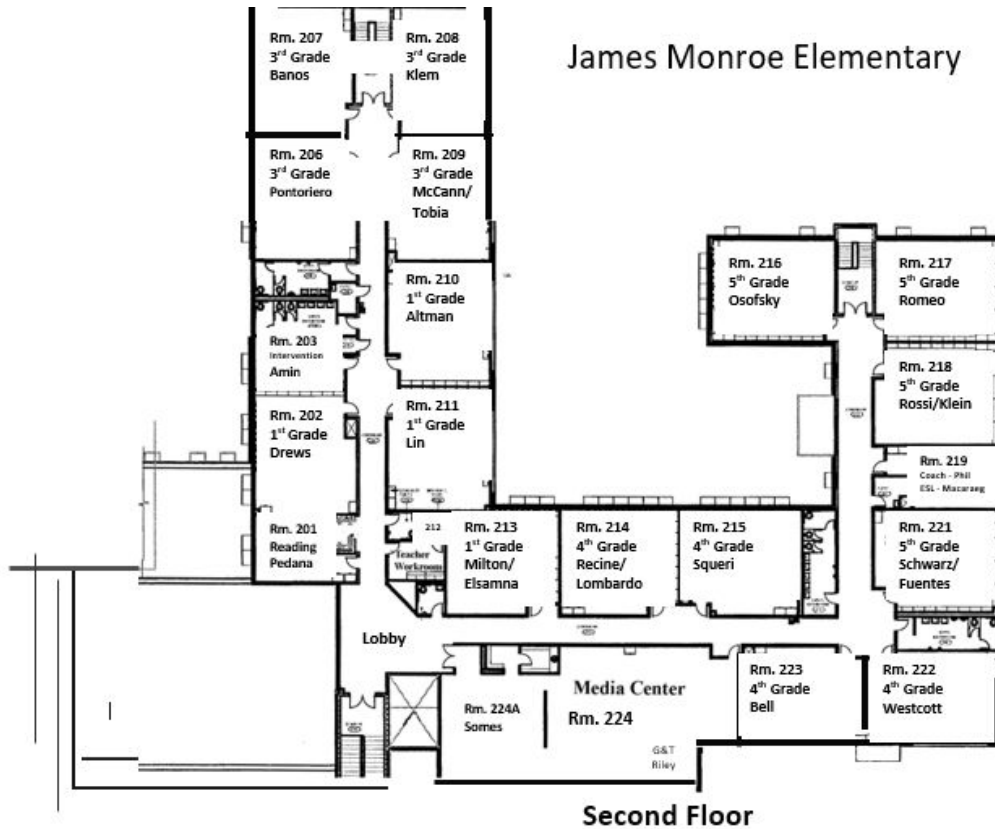 James Monroe Elementary
Rm. 207
3rd Grade
Banos
Rm. 208
3rd Grade
Klem
Rm. 206
3rd Grade
Pontoriero
Rm. 209
3rd Grade
McCann/
Tobia
Rm. 210
1st Grade
Altman
Rm. 203
Intervention
Amin
Rm. 202
1st Grade
Drews
Rm. 211
1st Grade
Lin
Rm. 201
Reading
Pedana
212
Teacher
Workroom
Rm. 213
1st Grade
Milton/
Elsamna
Rm. 214
4th Grade
Recine/
Lombardo
Rm. 215
4th Grade
Squeri
Rm. 216
5th Grade
Osofsky
Rm. 217
5th Grade
Romeo
Rm. 218
5th Grade
Rossi/Klein
Rm. 219
Coach - Phil
ESL - Macaraeg
Rm. 221
5th Grade
Schwarz/
Fuentes
Lobby
Rm. 224A
Somes
Media Center
Rm. 224
G&T
Riley
Rm. 223
4th Grade
Bell
Rm. 222
4th Grade
Westcott
Second Floor